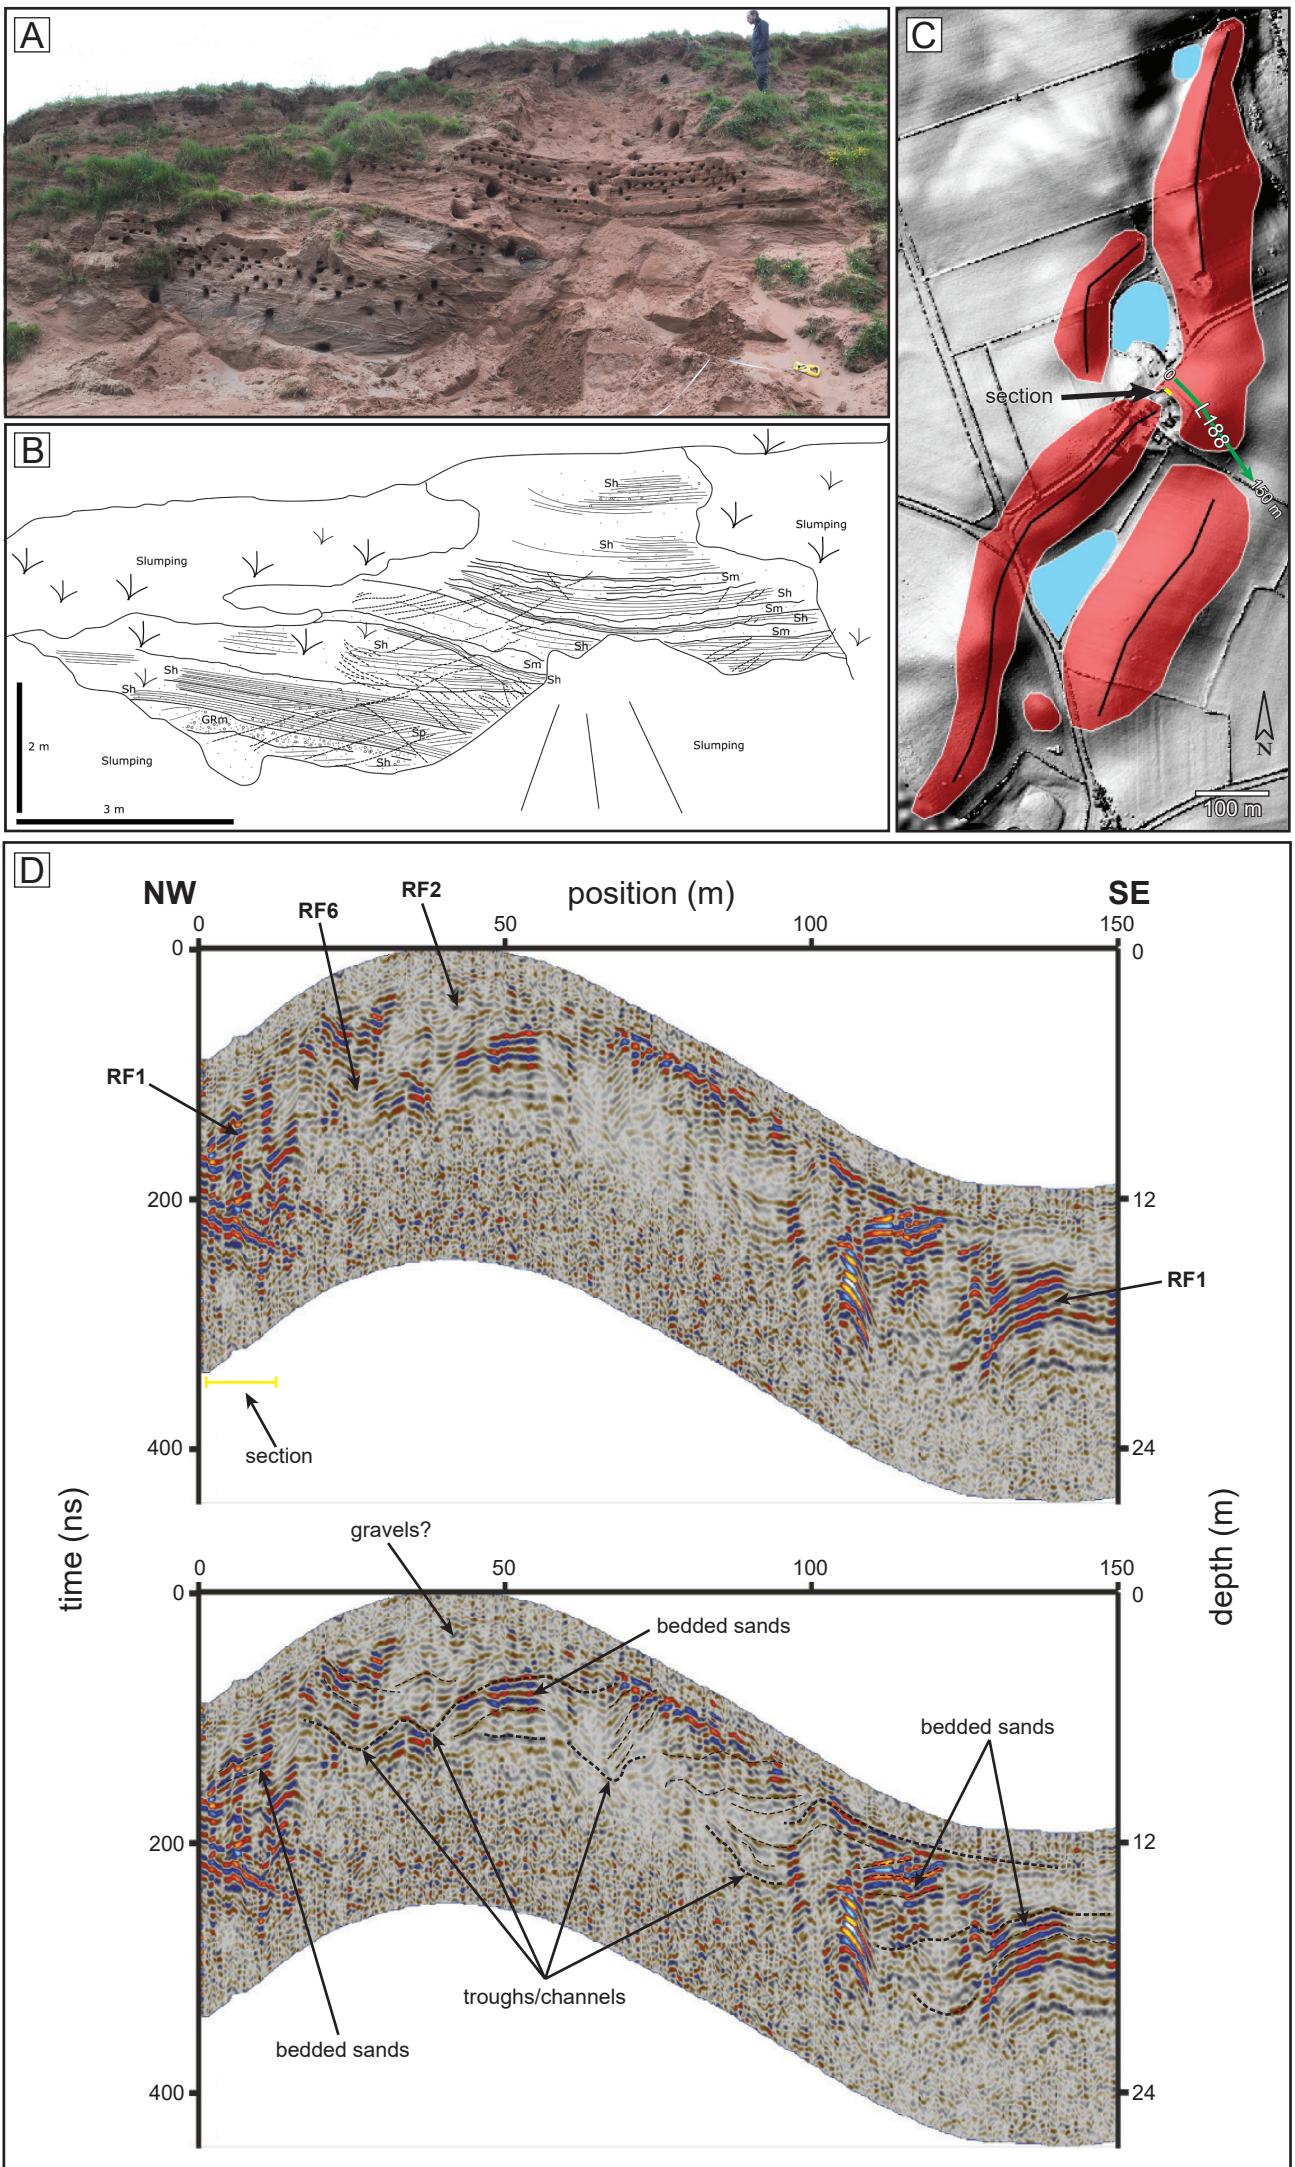 A
B
Sh
Sh
Slumping
Slumping
Sm
Sh
Sm
Sh
Sm
Sh
Sh
Sm
Sh
Sh
Sh
GRm
Sp
Sh
Slumping
Slumping
2 m
3 m
C
section
0
L188
150 m
N
100 m
D
NW
position (m)
SE
RF6
RF2
0
50
100
150
0
0
RF1
200
12
RF1
section
400
24
time (ns)
depth (m)
gravels?
0
50
100
150
0
0
bedded sands
bedded sands
200
12
troughs/channels
bedded sands
400
24